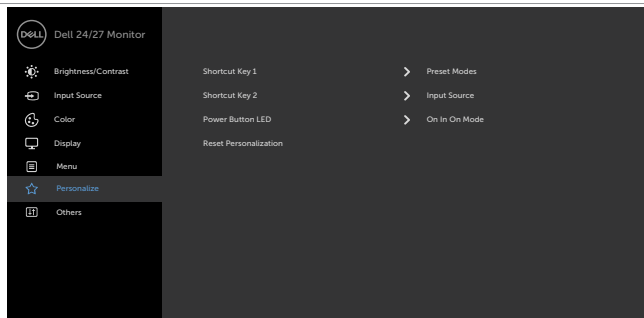 DELL Dell 24/27 Monitor
Brightness/Contrast Shortcut Key 1 Preset Modes
Input Source Shortcut Key 2 Input Source
Color Power Button LED On In On Mode
Display Reset Personalization
Menu
Personalize
Others